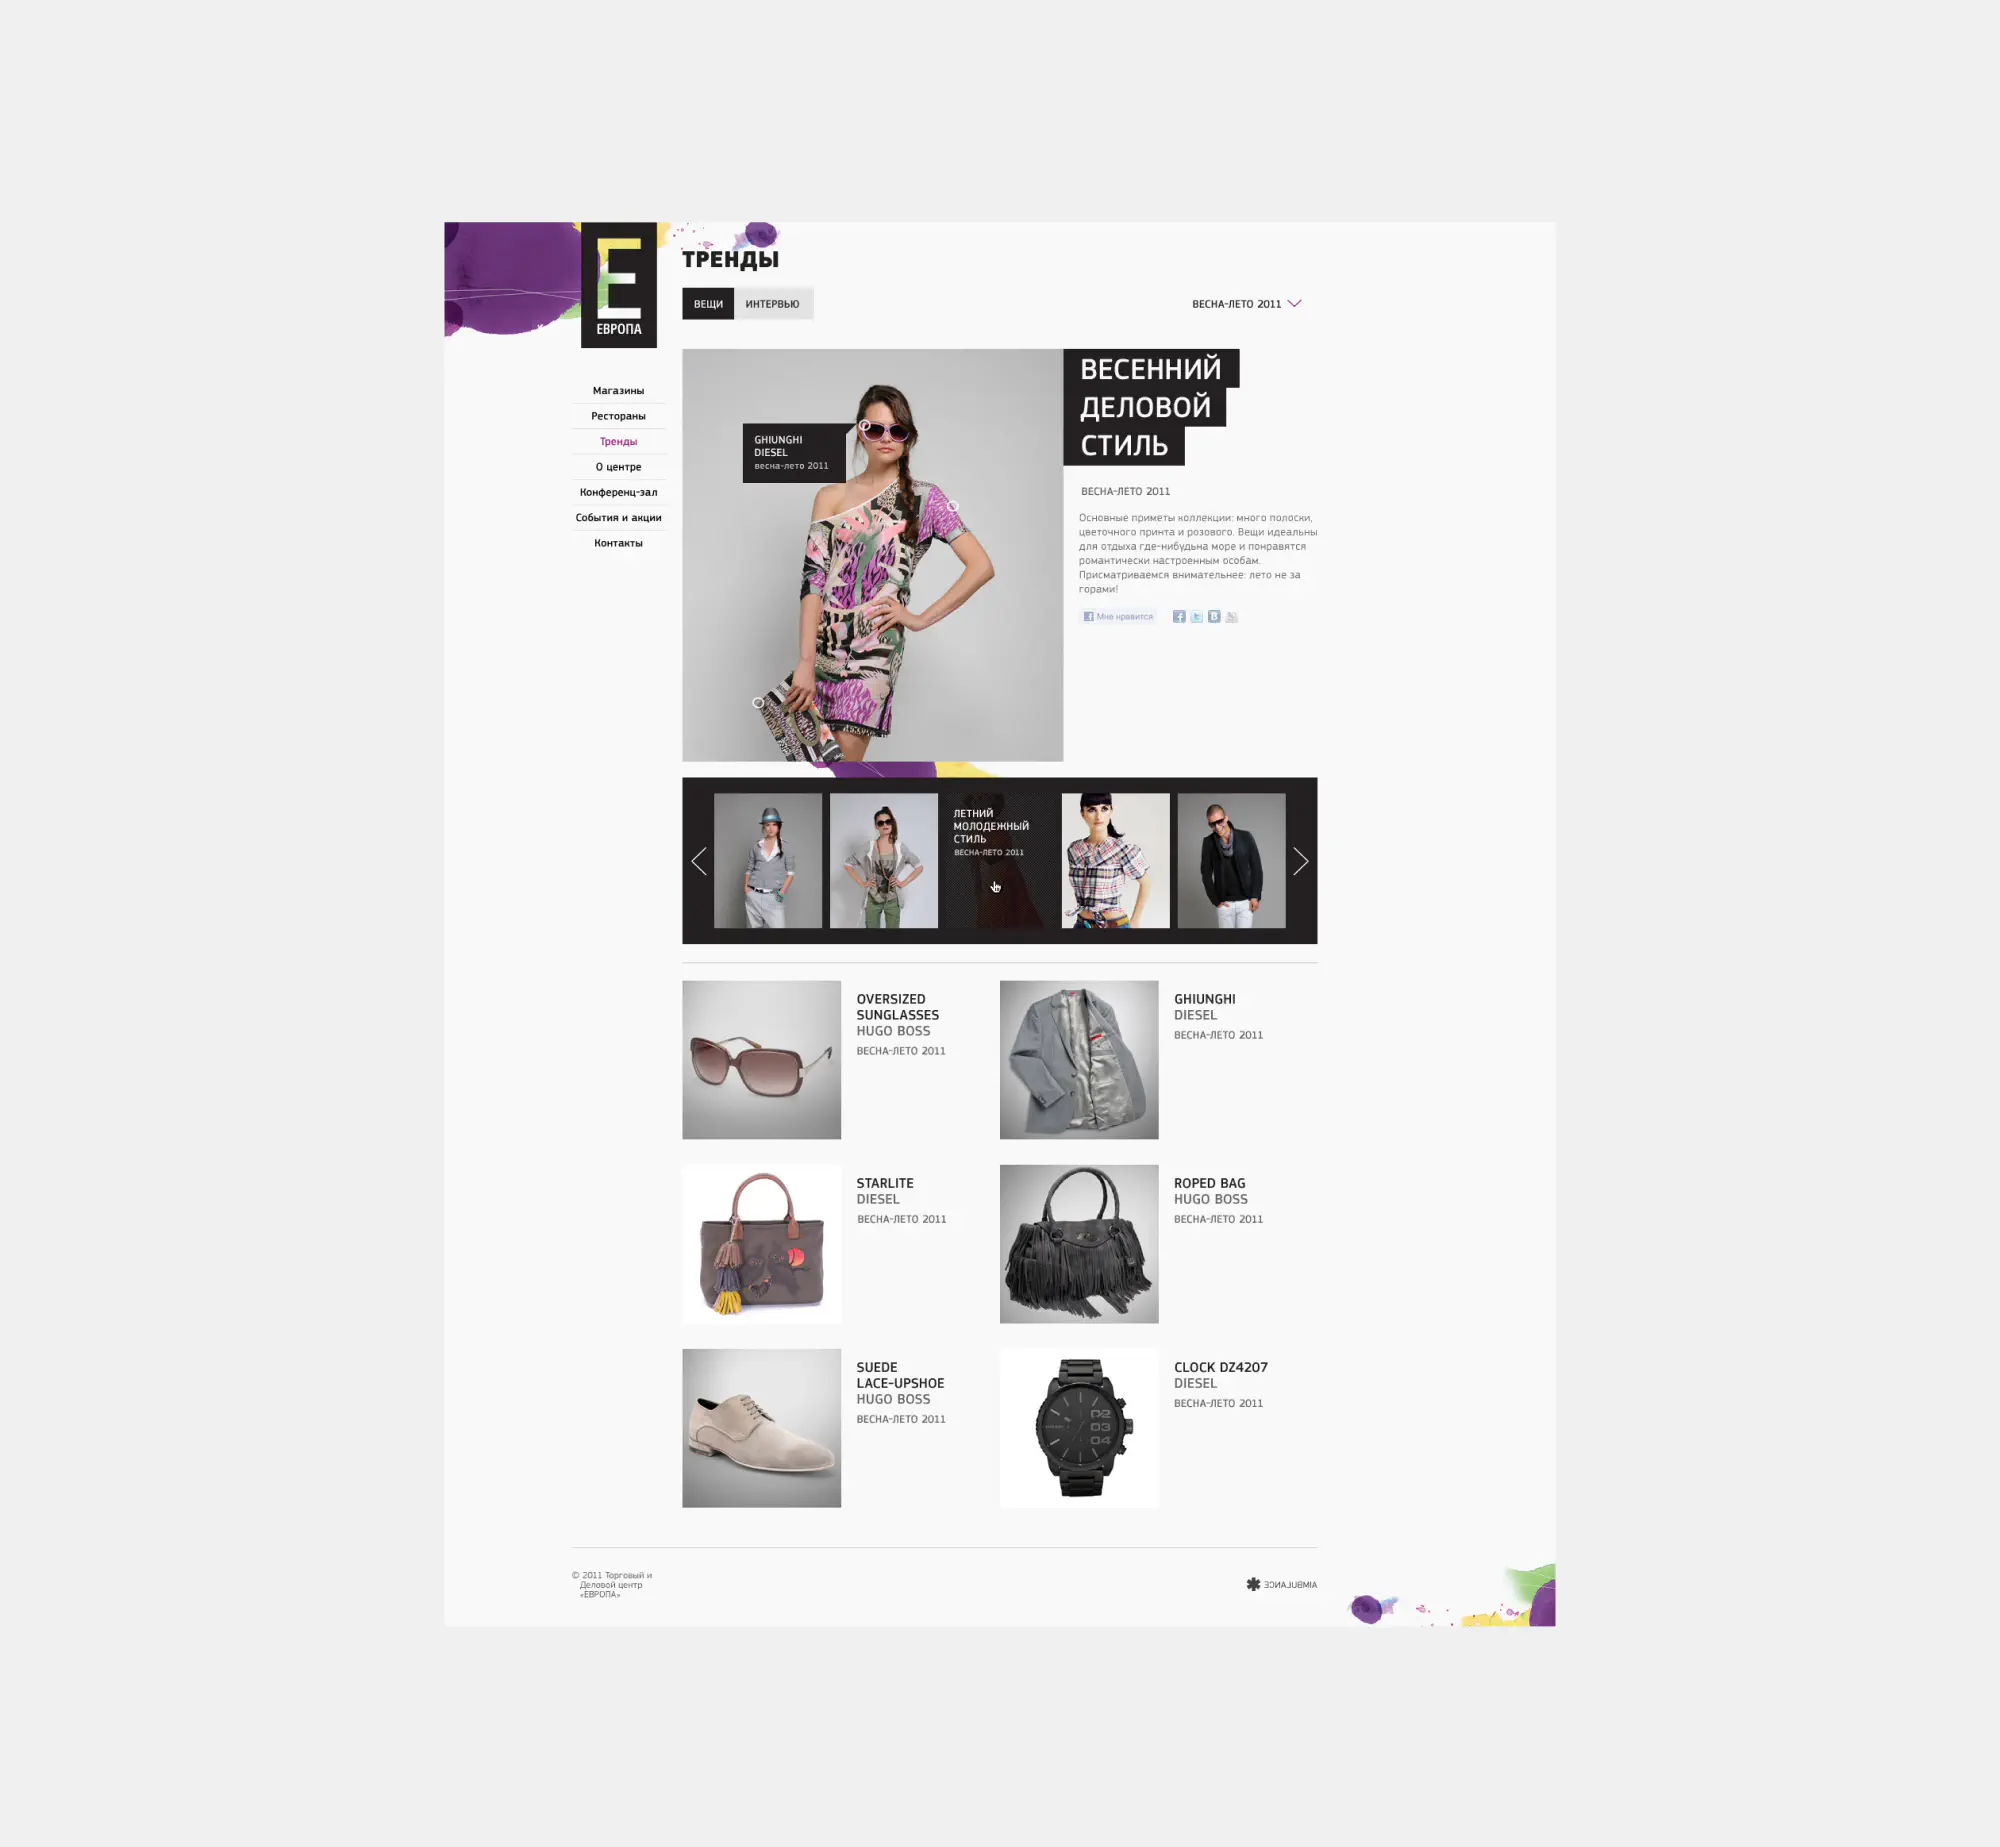 Е
ЕВРОПА
ТРЕНДЫ
ВЕЩИ
ИНТЕРВЬЮ
ВЕСНА-ЛЕТО 2011
Магазины
Рестораны
Тренды
О центре
Конференц-зал
События и акции
Контакты
GHIUNGHI
DIESEL
весна-лето 2011
ВЕСЕННИЙ
ДЕЛОВОЙ
СТИЛЬ
ВЕСНА-ЛЕТО 2011
Основные приметы коллекции: много полоски,
цветочного принта и розового. Вещи идеальны
для отдыха где-нибудьна море и понравятся
романтически настроенным особам.
Присматриваемся внимательнее: лето не за
горами!
Мне нравится
ЛЕТНИЙ
МОЛОДЕЖНЫЙ
СТИЛЬ
ВЕСНА-ЛЕТО 2011
OVERSIZED
SUNGLASSES
HUGO BOSS
ВЕСНА-ЛЕТО 2011
GHIUNGHI
DIESEL
ВЕСНА-ЛЕТО 2011
STARLITE
DIESEL
ВЕСНА-ЛЕТО 2011
ROPED BAG
HUGO BOSS
ВЕСНА-ЛЕТО 2011
SUEDE
LACE-UPSHOE
HUGO BOSS
ВЕСНА-ЛЕТО 2011
02
03
04
CLOCK DZ4207
DIESEL
ВЕСНА-ЛЕТО 2011
© 2011 Торговый и
Деловой центр
«ЕВРОПА»
AIMBULANCE